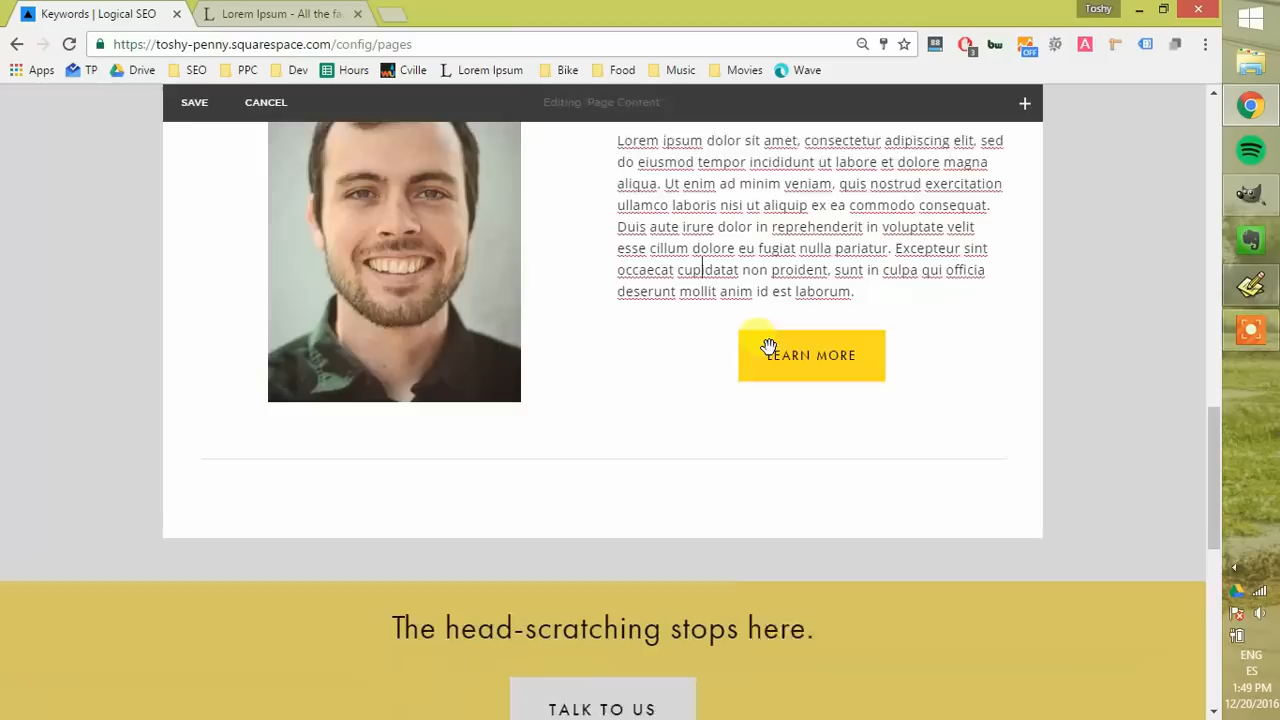 Keywords | Logical SEO
Lorem Ipsum - All the fa
Toshy
https://toshy-penny.squarespace.com/config/pages
Apps TP Drive SEO PPC Dev Hours Cville Lorem Ipsum Bike Food Music Movies Wave
SAVE CANCEL Editing 'Page Content' +
Lorem ipsum dolor sit amet, consectetur adipiscing elit, sed
do eiusmod tempor incididunt ut labore et dolore magna
aliqua. Ut enim ad minim veniam, quis nostrud exercitation
ullamco laboris nisi ut aliquip ex ea commodo consequat.
Duis aute irure dolor in reprehenderit in voluptate velit
esse cillum dolore eu fugiat nulla pariatur. Excepteur sint
occaecat cupidatat non proident, sunt in culpa qui officia
deserunt mollit anim id est laborum.
LEARN MORE
The head-scratching stops here.
TALK TO US
ENG
ES
1:49 PM
12/20/2016